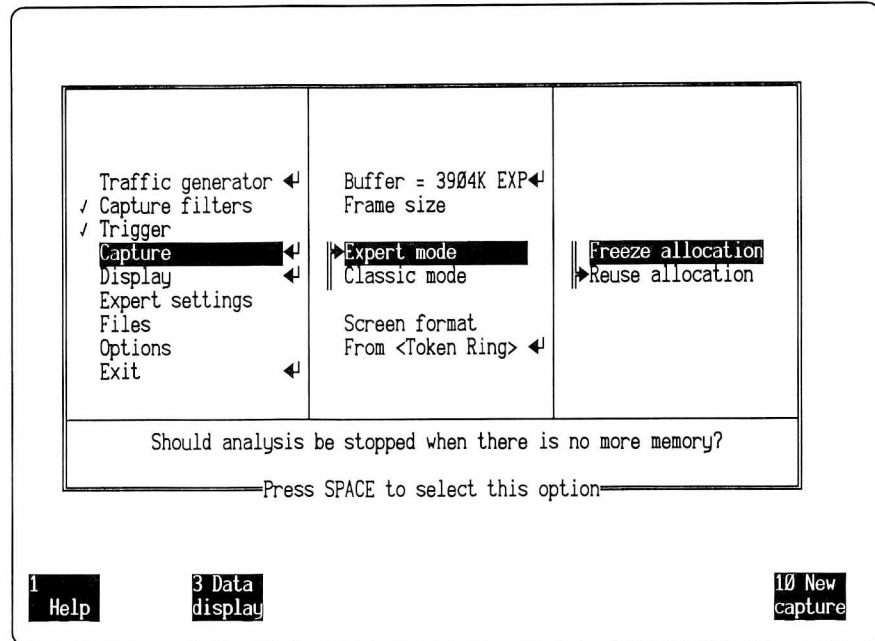 Traffic generator
√ Capture filters
√ Trigger
Capture
Display
Expert settings
Files
Options
Exit
Buffer = 3904K EXP
Frame size
Expert mode
Classic mode
Screen format
From <Token Ring>
Freeze allocation
Reuse allocation
Should analysis be stopped when there is no more memory?
Press SPACE to select this option
1
Help
3 Data
display
10 New
capture